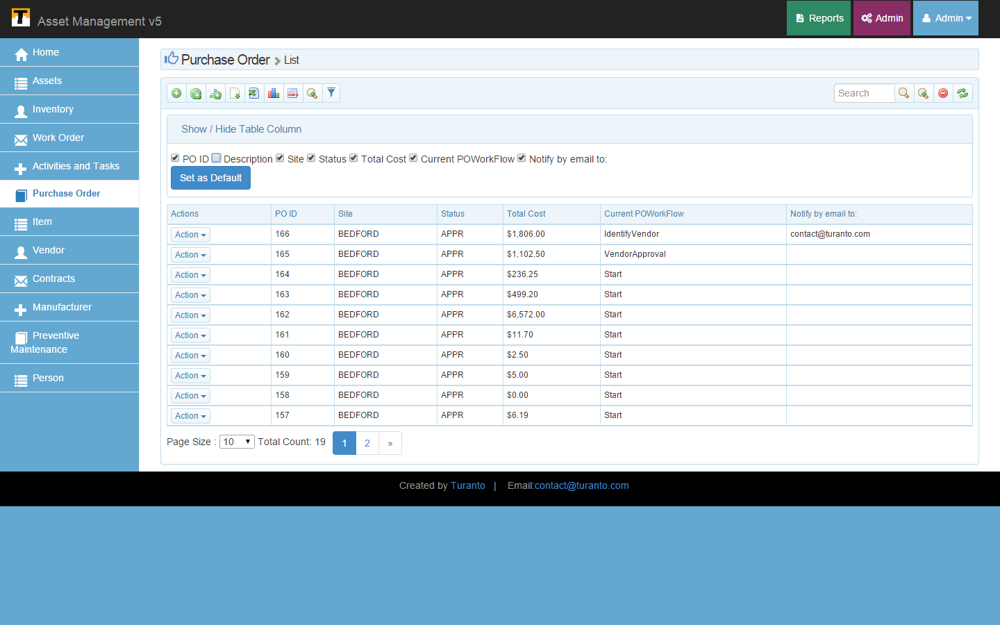 T Asset Management v5
Reports Admin Admin
Home
Assets
Inventory
Work Order
Activities and Tasks
Purchase Order
Item
Vendor
Contracts
Manufacturer
Preventive
Maintenance
Person
Purchase Order List
Search
Show / Hide Table Column
PO ID Description Site Status Total Cost Current POWorkFlow Notify by email to:
Set as Default
Actions PO ID Site Status Total Cost Current POWorkFlow Notify by email to:
Action 166 BEDFORD APPR $1,806.00 IdentifyVendor contact@turanto.com
Action 165 BEDFORD APPR $1,102.50 VendorApproval
Action 164 BEDFORD APPR $236.25 Start
Action 163 BEDFORD APPR $499.20 Start
Action 162 BEDFORD APPR $6,572.00 Start
Action 161 BEDFORD APPR $11.70 Start
Action 160 BEDFORD APPR $2.50 Start
Action 159 BEDFORD APPR $5.00 Start
Action 158 BEDFORD APPR $0.00 Start
Action 157 BEDFORD APPR $6.19 Start
Page Size : 10 Total Count: 19 1 2 »
Created by Turanto | Email:contact@turanto.com